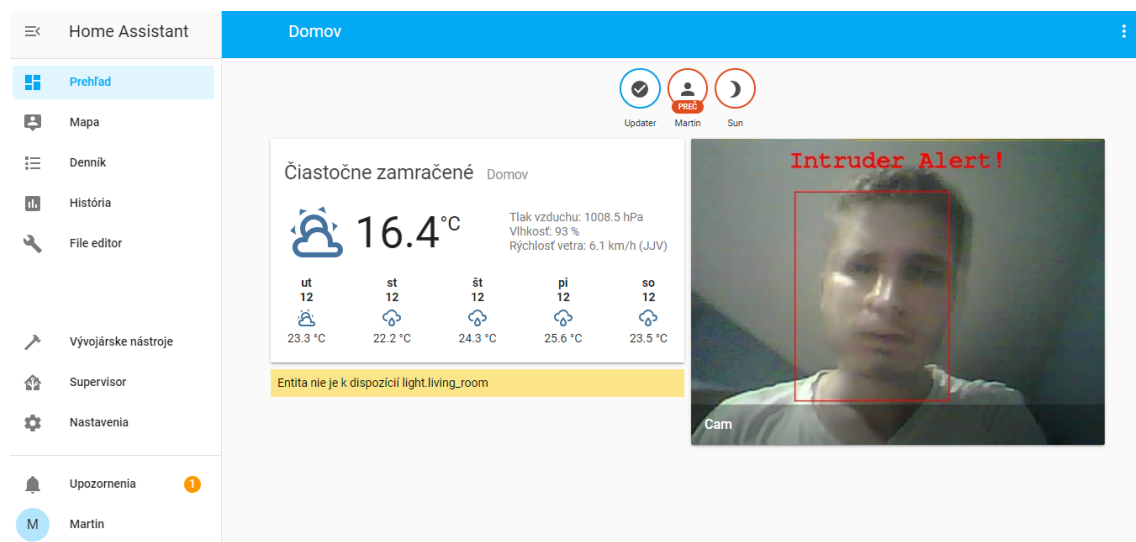 Home Assistant
Domov
Prehľad
Mapa
Denník
História
File editor
Vývojárske nástroje
Supervisor
Nastavenia
Upozornenia 1
M Martin
PREČ
Updater Martin Sun
Čiastočne zamračené Domov
16.4 °C
Tlak vzduchu: 1008.5 hPa
Vlhkosť: 93 %
Rýchlosť vetra: 6.1 km/h (JJV)
ut st št pi so
12 12 12 12 12
23.3 °C 22.2 °C 24.3 °C 25.6 °C 23.5 °C
Entita nie je k dispozícií light.living_room
Intruder Alert!
Cam